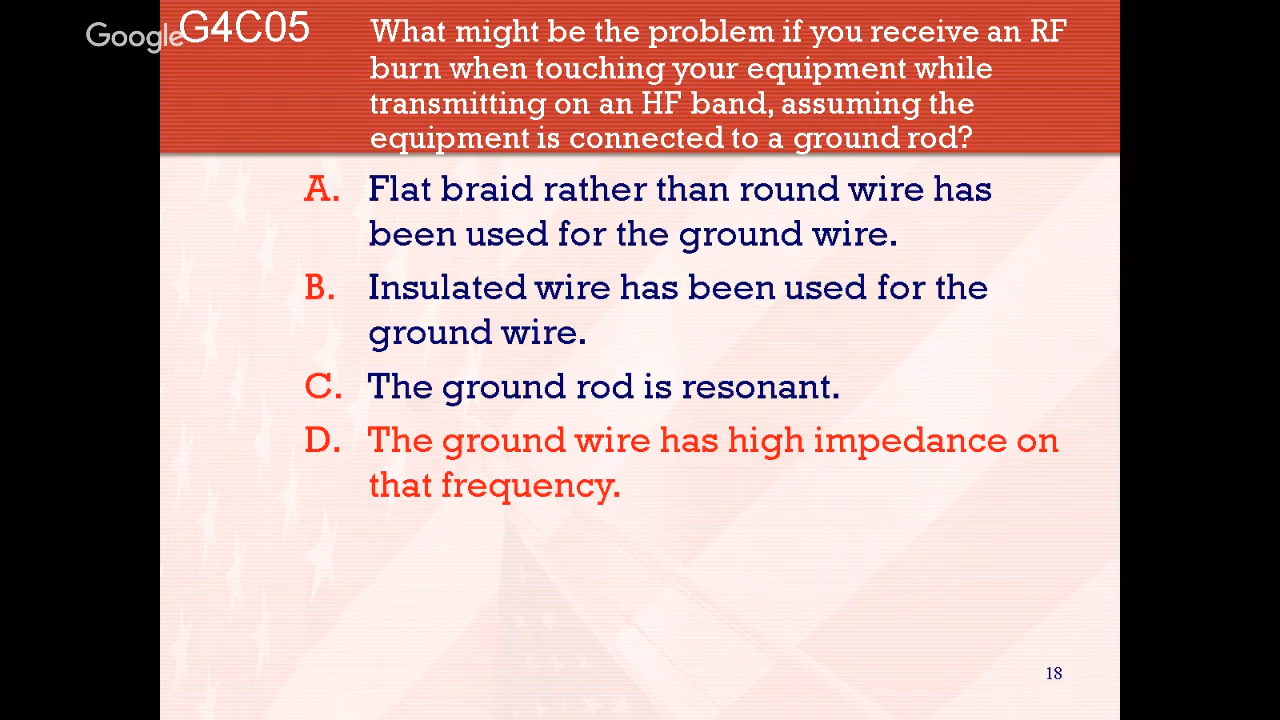 Google
G4C05
What might be the problem if you receive an RF
burn when touching your equipment while
transmitting on an HF band, assuming the
equipment is connected to a ground rod?
A. Flat braid rather than round wire has
been used for the ground wire.
B. Insulated wire has been used for the
ground wire.
C. The ground rod is resonant.
D. The ground wire has high impedance on
that frequency.
18